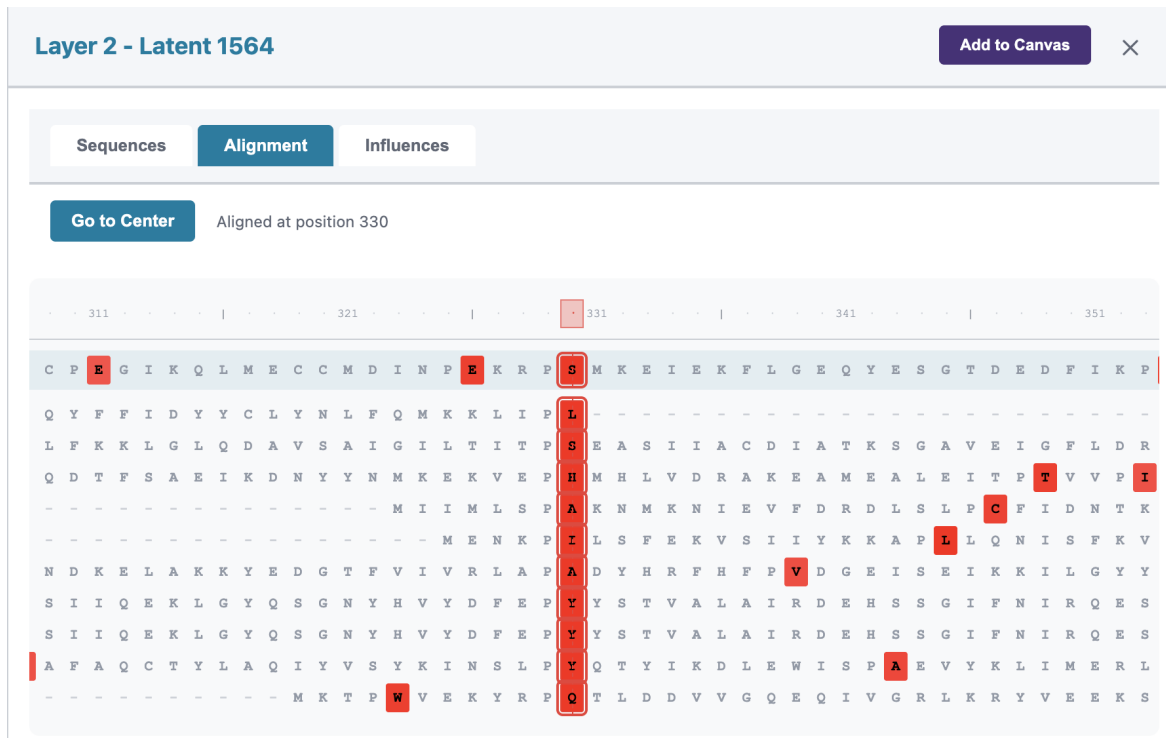 Layer 2 - Latent 1564
Add to Canvas
×
Sequences Alignment Influences
Go to Center Aligned at position 330
· · 311 · · · · | · · · · 321 · · · · | · · · · 331 · · · · | · · · · 341 · · · · | · · · · 351 · ·
C P E G I K Q L M E C C M D I N P E K R P S M K E I E K F L G E Q Y E S G T D E D F I K P
Q Y F F I D Y Y C L Y N L F Q M K K L I P L - - - - - - - - - - - - - - - - - - - - - - -
L F K K L G L Q D A V S A I G I L T I T P S E A S I I A C D I A T K S G A V E I G F L D R
Q D T F S A E I K D N Y Y N M K E K V E P H M H L V D R A K E A M E A L E I T P T V V P I
- - - - - - - - - - - - - - M I I M L S P A K N M K N I E V F D R D L S L P C F I D N T K
- - - - - - - - - - - - - - - - M E N K P I L S F E K V S I I Y K K A P L L Q N I S F K V
N D K E L A K K Y E D G T F V I V R L A P A D Y H R F H F P V D G E I S E I K K I L G Y Y
S I I Q E K L G Y Q S G N Y H V Y D F E P Y Y S T V A L A I R D E H S S G I F N I R Q E S
S I I Q E K L G Y Q S G N Y H V Y D F E P Y Y S T V A L A I R D E H S S G I F N I R Q E S
A F A Q C T Y L A Q I Y V S Y K I N S L P Y Q T Y I K D L E W I S P A E V Y K L I M E R L
- - - - - - - - - - M K T P W V E K Y R P Q T L D D V V G Q E Q I V G R L K R Y V E E K S